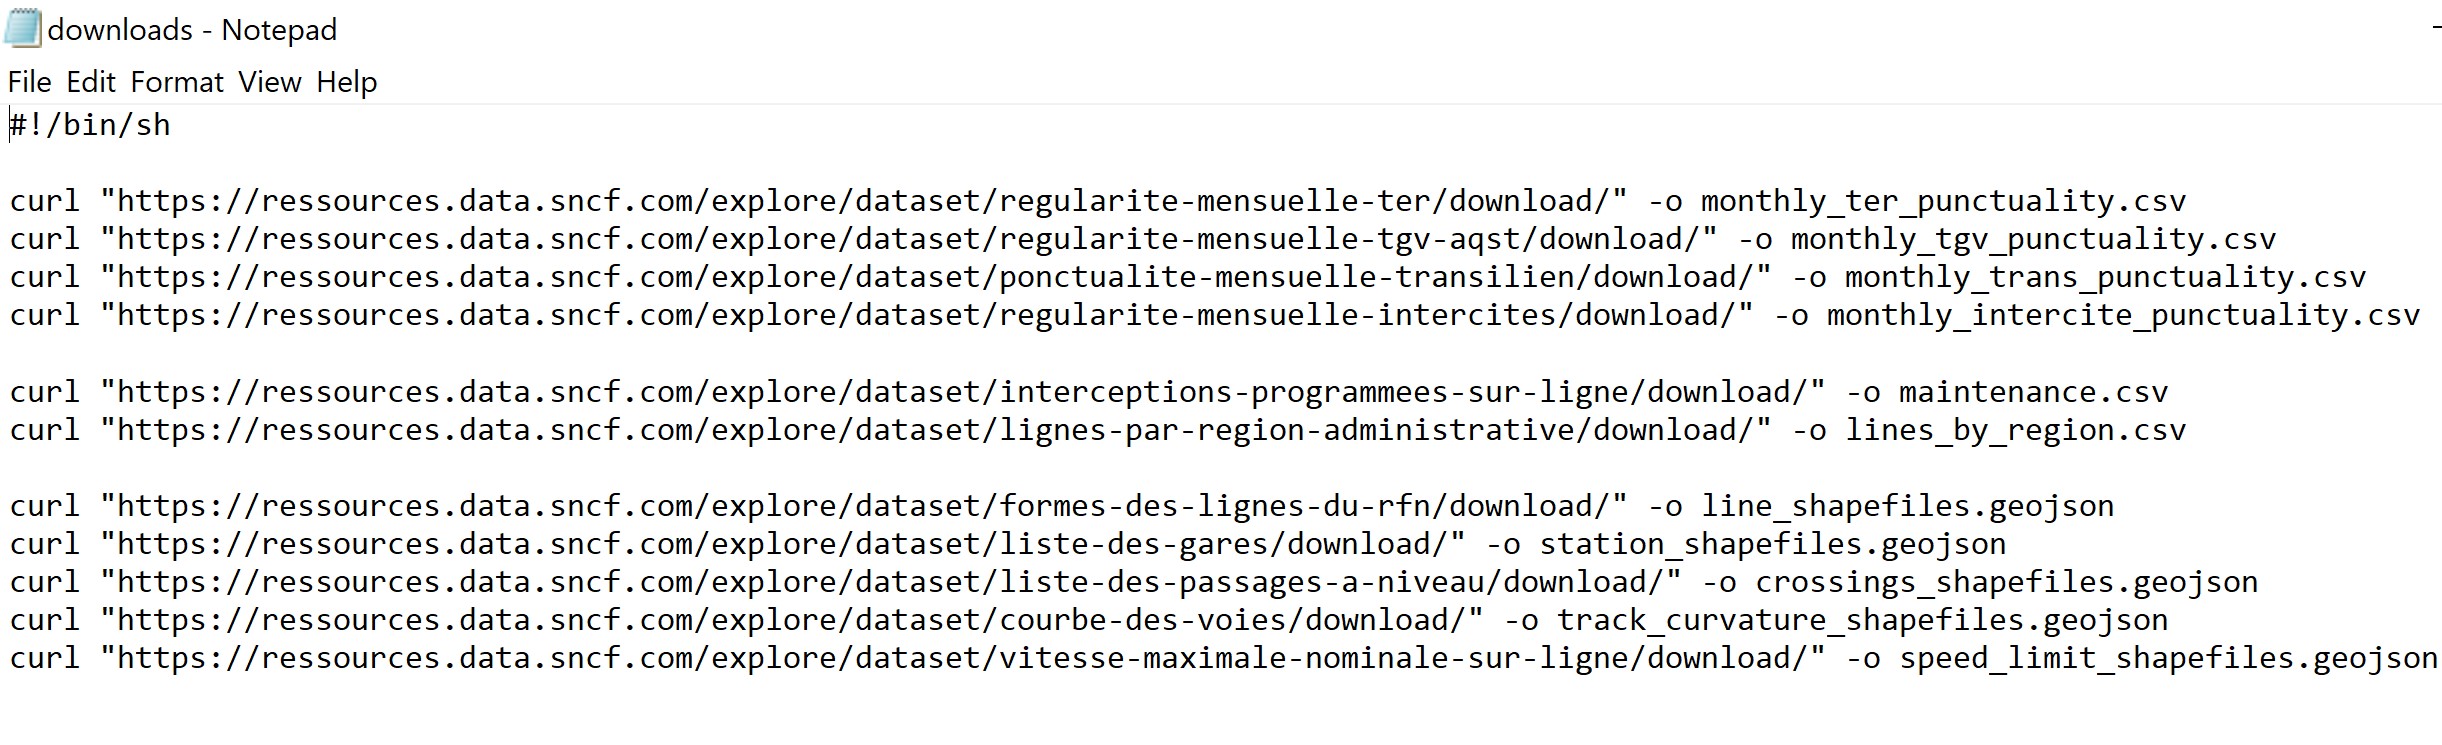 downloads - Notepad
File Edit Format View Help
#!/bin/sh
curl "https://ressources.data.sncf.com/explore/dataset/regularite-mensuelle-ter/download/" -o monthly_ter_punctuality.csv
curl "https://ressources.data.sncf.com/explore/dataset/regularite-mensuelle-tgv-aqst/download/" -o monthly_tgv_punctuality.csv
curl "https://ressources.data.sncf.com/explore/dataset/ponctualite-mensuelle-transilien/download/" -o monthly_trans_punctuality.csv
curl "https://ressources.data.sncf.com/explore/dataset/regularite-mensuelle-intercites/download/" -o monthly_intercite_punctuality.csv
curl "https://ressources.data.sncf.com/explore/dataset/interceptions-programmees-sur-ligne/download/" -o maintenance.csv
curl "https://ressources.data.sncf.com/explore/dataset/lignes-par-region-administrative/download/" -o lines_by_region.csv
curl "https://ressources.data.sncf.com/explore/dataset/formes-des-lignes-du-rfn/download/" -o line_shapefiles.geojson
curl "https://ressources.data.sncf.com/explore/dataset/liste-des-gares/download/" -o station_shapefiles.geojson
curl "https://ressources.data.sncf.com/explore/dataset/liste-des-passages-a-niveau/download/" -o crossings_shapefiles.geojson
curl "https://ressources.data.sncf.com/explore/dataset/courbe-des-voies/download/" -o track_curvature_shapefiles.geojson
curl "https://ressources.data.sncf.com/explore/dataset/vitesse-maximale-nominale-sur-ligne/download/" -o speed_limit_shapefiles.geojson